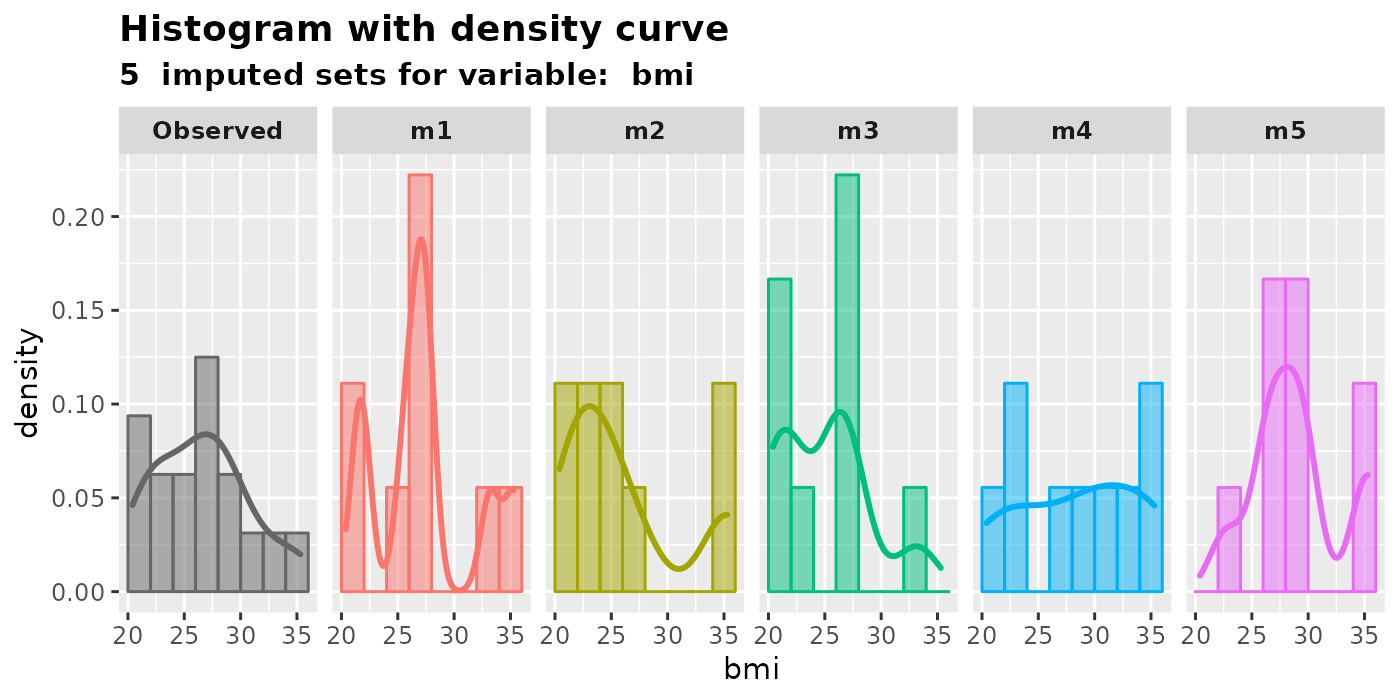 Histogram with density curve
5  imputed sets for variable:  bmi
Observed m1 m2 m3 m4 m5
density
0.20
0.15
0.10
0.05
0.00
20 25 30 35 20 25 30 35 20 25 30 35 20 25 30 35 20 25 30 35 20 25 30 35
bmi